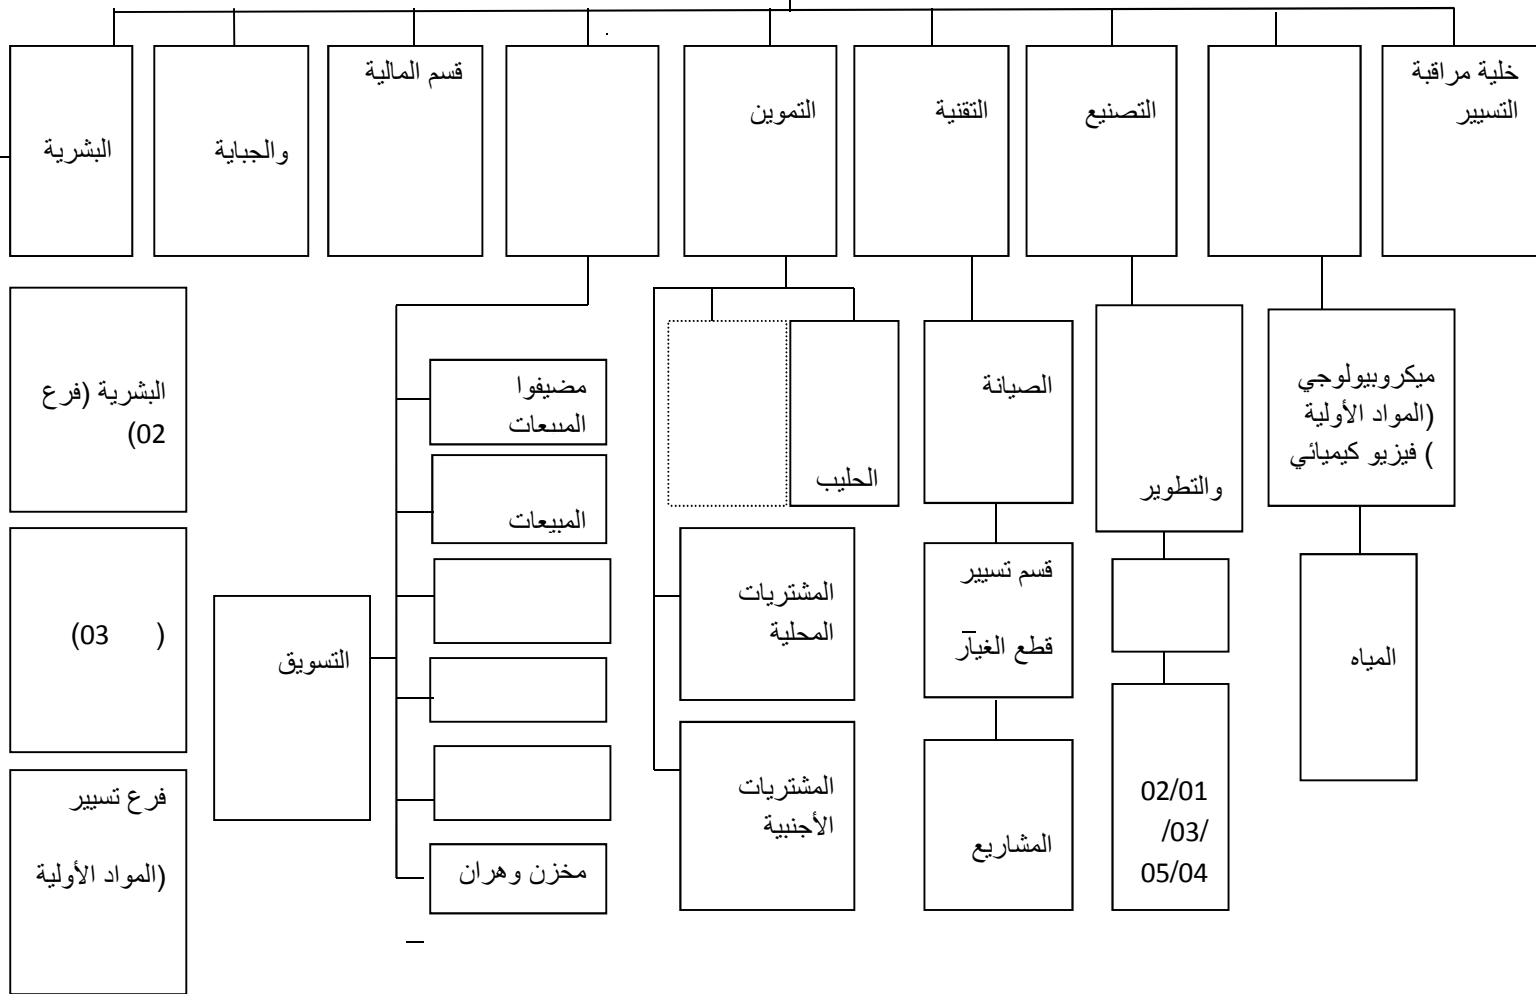 خلية مراقبة
التسيير
التصنيع
التقنية
التموين
قسم المالية
والجباية
البشرية
ميكروبيولوجي
(المواد الأولية
) فيزيو كيميائي
المياه
والتطوير
02/01
/03/
05/04
الصيانة
قسم تسيير
قطع الغيار
المشاريع
الحليب
المشتريات
المحلية
المشتريات
الأجنبية
مضيفوا
المبيعات
المبيعات
مخزن وهران
التسويق
البشرية (فرع
02)
( 03)
فرع تسيير
(المواد الأولية